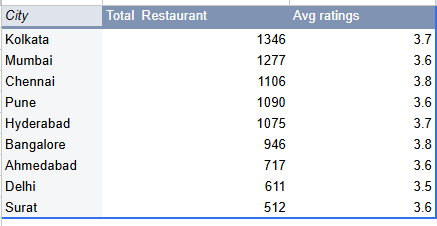 City Total Restaurant Avg ratings
Kolkata 1346 3.7
Mumbai 1277 3.6
Chennai 1106 3.8
Pune 1090 3.6
Hyderabad 1075 3.7
Bangalore 946 3.8
Ahmedabad 717 3.6
Delhi 611 3.5
Surat 512 3.6